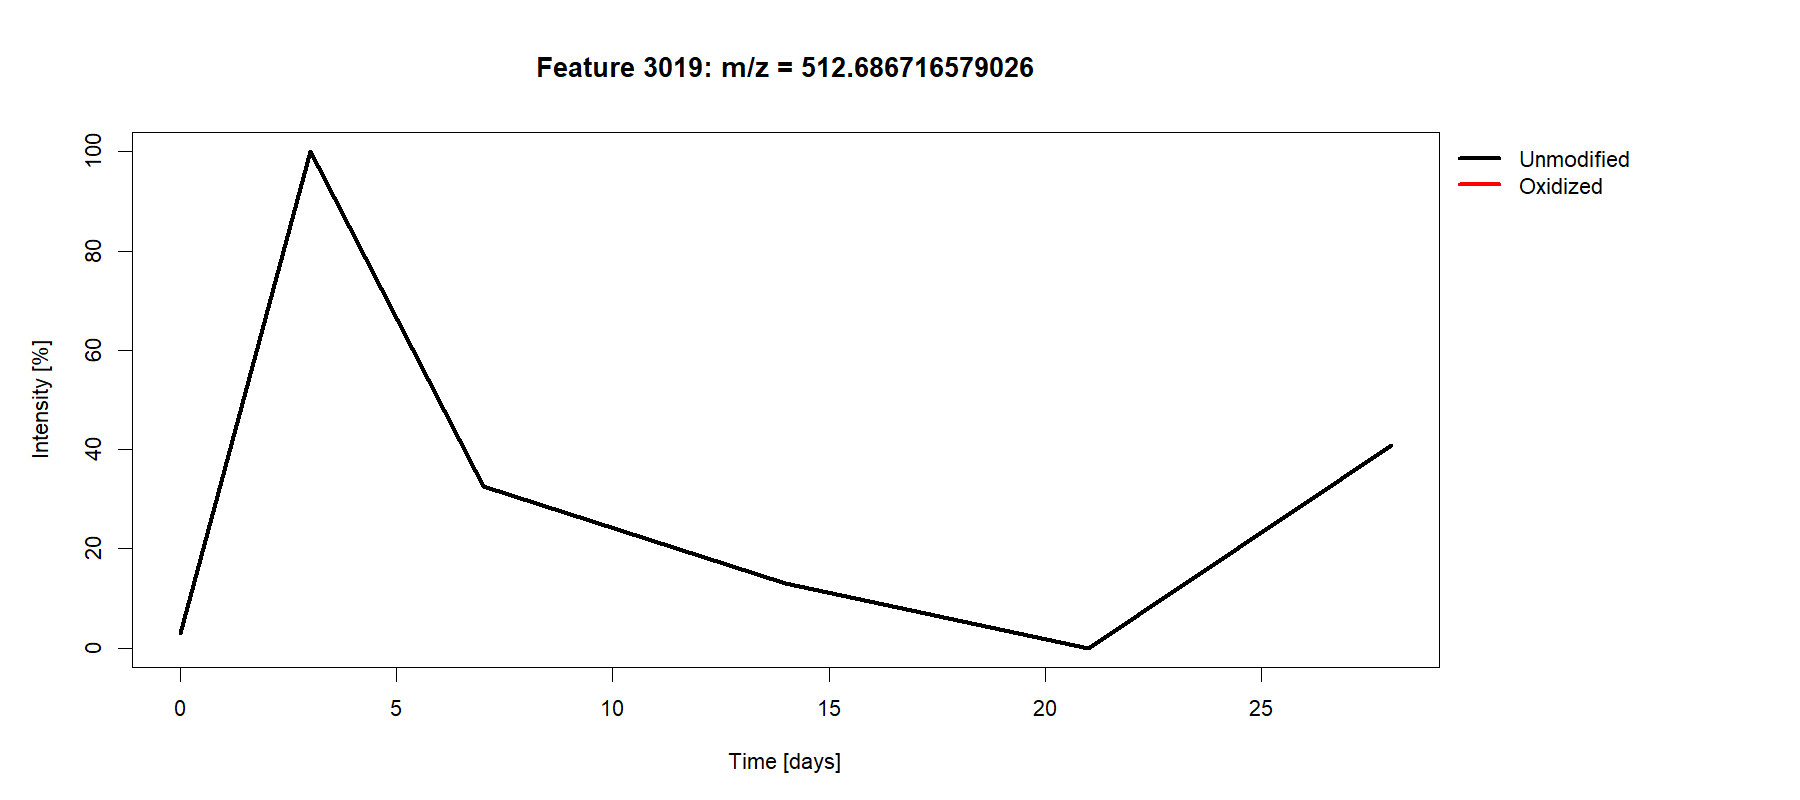 Feature 3019: m/z = 512.686716579026
Unmodified
Oxidized
Intensity [%]
100
80
60
40
20
0
0 5 10 15 20 25
Time [days]